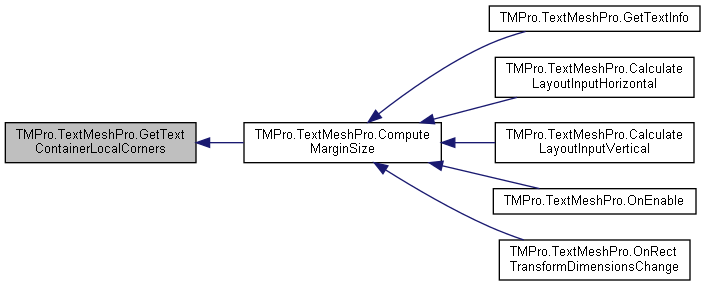 TMPro.TextMeshPro.GetText
ContainerLocalCorners
TMPro.TextMeshPro.Compute
MarginSize
TMPro.TextMeshPro.GetTextInfo
TMPro.TextMeshPro.Calculate
LayoutInputHorizontal
TMPro.TextMeshPro.Calculate
LayoutInputVertical
TMPro.TextMeshPro.OnEnable
TMPro.TextMeshPro.OnRect
TransformDimensionsChange